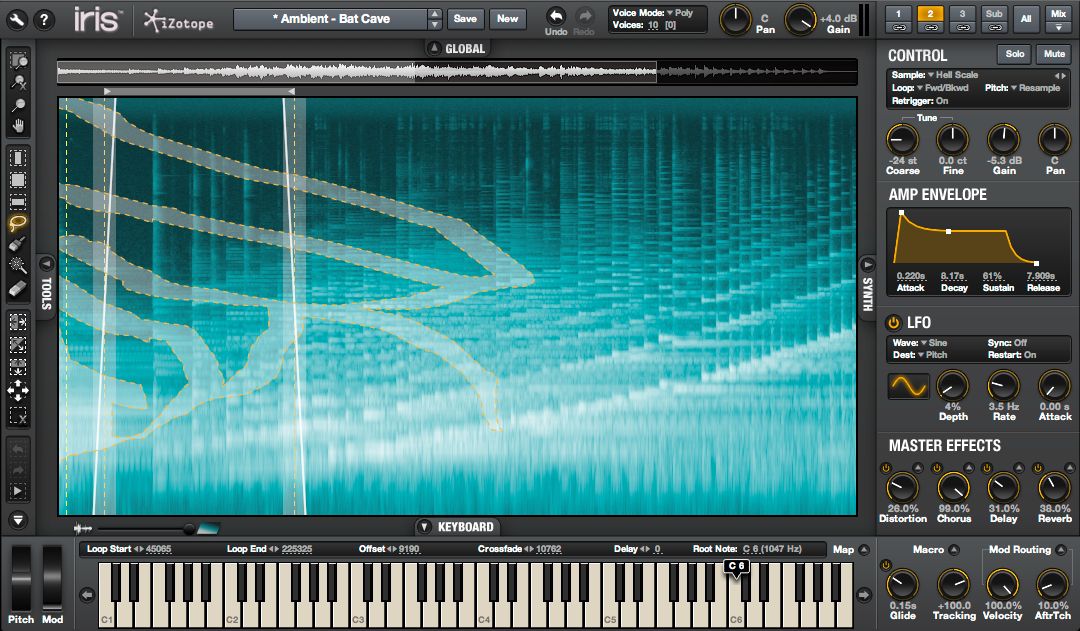 iris™
iZotope®
* Ambient - Bat Cave
Save
New
Undo
Redo
Voice Mode: Poly
Voices: 10 [0]
C
Pan
+4.0 dB
Gain
1
2
3
Sub
All
Mix
GLOBAL
TOOLS
SYNTH
KEYBOARD
CONTROL
Solo
Mute
Sample: Hell Scale
Loop: Fwd/Bkwd Pitch: Resample
Retrigger: On
Tune
-24 st 0.0 ct -5.3 dB C
Coarse Fine Gain Pan
AMP ENVELOPE
0.220s 8.17s 61% 7.909s
Attack Decay Sustain Release
LFO
Wave: Sine Sync: Off
Dest: Pitch Restart: On
4% 3.5 Hz 0.00 s
Depth Rate Attack
MASTER EFFECTS
26.0% 99.0% 31.0% 38.0%
Distortion Chorus Delay Reverb
Loop Start 45065 Loop End 225325 Offset 9190 Crossfade 10762 Delay 0 Root Note: C 6 (1047 Hz) Map
C 6
C1 C2 C3 C4 C5 C6
Pitch Mod
Macro Mod Routing
0.15s +100.0 100.0% 10.0%
Glide Tracking Velocity AftrTch